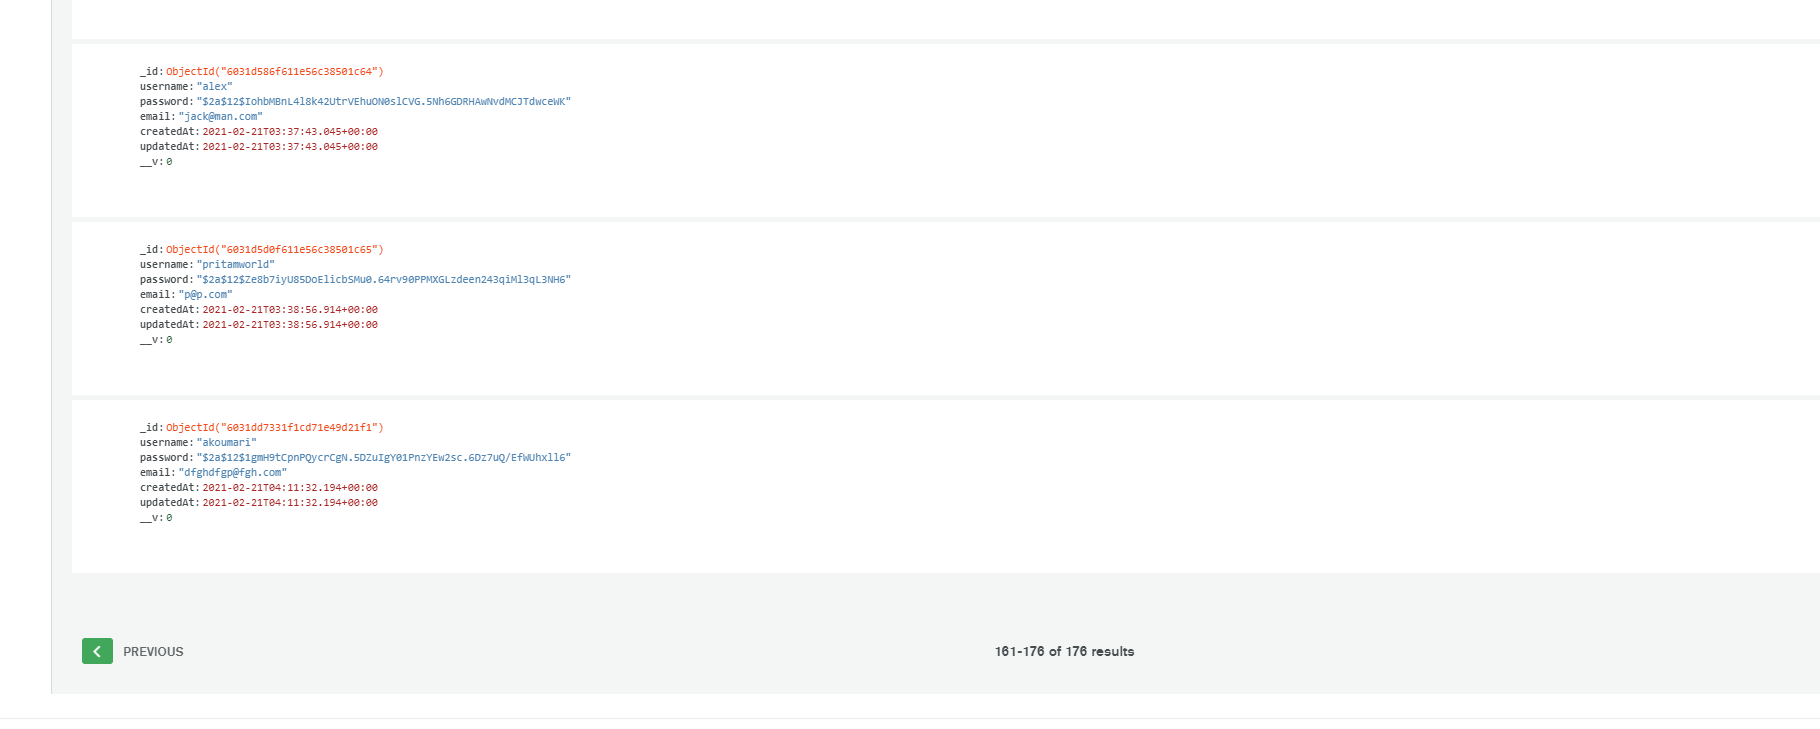 _id: ObjectId("6031d586f611e56c38501c64")
username: "alex"
password: "$2a$12$IohbMBnL4l8k42UtrVEhuON0slCVG.5Nh6GDRHAwNvdMCJTdwceWK"
email: "jack@man.com"
createdAt: 2021-02-21T03:37:43.045+00:00
updatedAt: 2021-02-21T03:37:43.045+00:00
__v: 0
_id: ObjectId("6031d5d0f611e56c38501c65")
username: "pritamworld"
password: "$2a$12$Ze8b7iyU85DoElicbSMu0.64rv90PPMXGLzdeen243qiMl3qL3NH6"
email: "p@p.com"
createdAt: 2021-02-21T03:38:56.914+00:00
updatedAt: 2021-02-21T03:38:56.914+00:00
__v: 0
_id: ObjectId("6031dd7331f1cd71e49d21f1")
username: "akoumari"
password: "$2a$12$1gmH9tCpnPQycrCgN.5DZuIgY01PnzYEw2sc.6Dz7uQ/EfWUhxll6"
email: "dfghdfgp@fgh.com"
createdAt: 2021-02-21T04:11:32.194+00:00
updatedAt: 2021-02-21T04:11:32.194+00:00
__v: 0
PREVIOUS
161-176 of 176 results